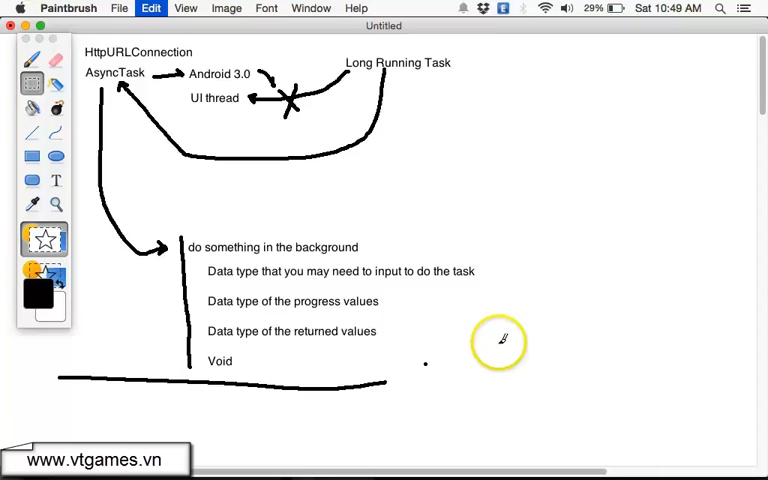 Paintbrush File Edit View Image Font Window Help 29% Sat 10:49 AM
Untitled
HttpURLConnection
AsyncTask Android 3.0 Long Running Task
UI thread
do something in the background
Data type that you may need to input to do the task
Data type of the progress values
Data type of the returned values
Void
T
www.vtgames.vn